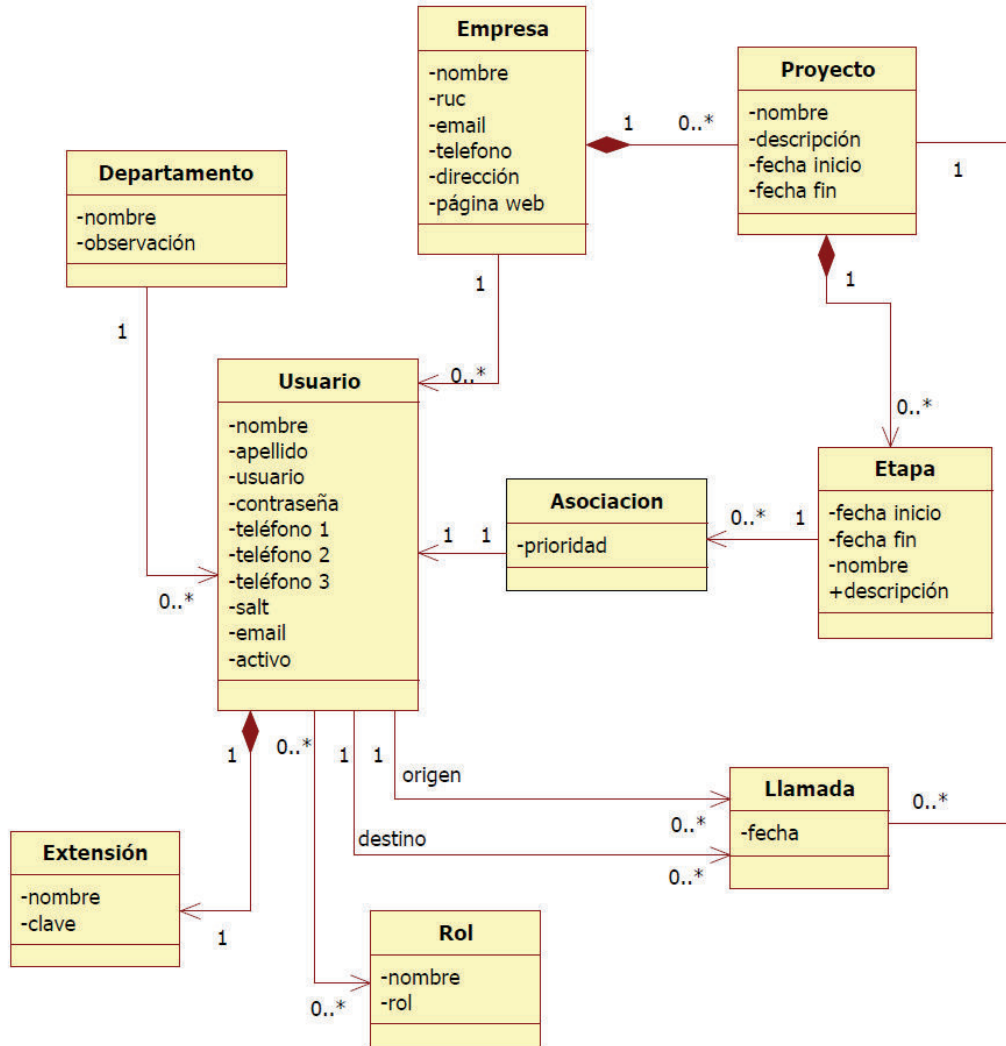 Empresa
-nombre
-ruc
-email
-telefono
-dirección
-página web
Proyecto
-nombre
-descripción
-fecha inicio
-fecha fin
1
0..*
1
Departamento
-nombre
-observación
1
1
1
0..*
0..*
Usuario
-nombre
-apellido
-usuario
-contraseña
-teléfono 1
-teléfono 2
-teléfono 3
-salt
-email
-activo
0..*
Asociacion
-prioridad
1
1
0..*
1
Etapa
-fecha inicio
-fecha fin
-nombre
+descripción
1
0..*
1
1
origen
destino
0..*
0..*
Llamada
-fecha
0..*
Extensión
-nombre
-clave
1
Rol
-nombre
-rol
0..*